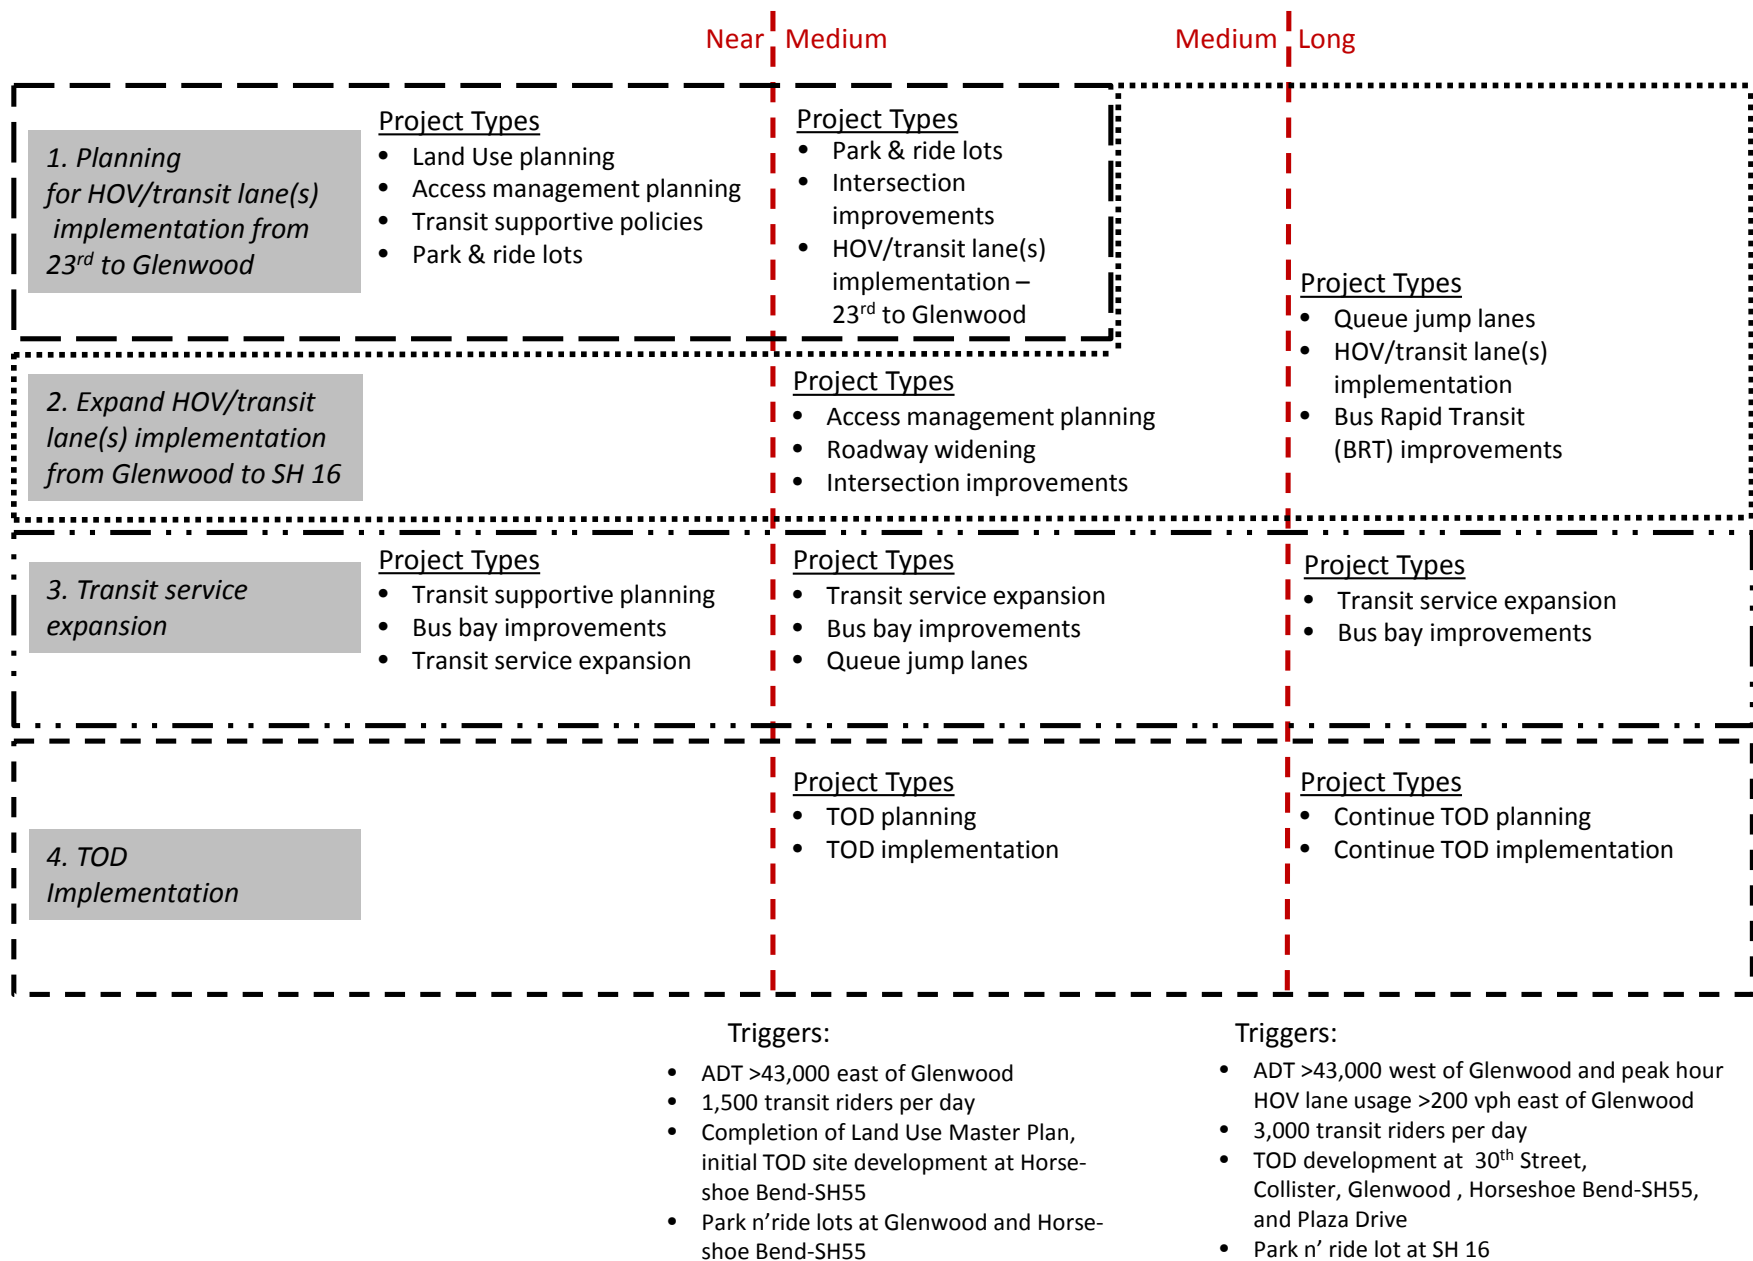 Near Medium
Medium Long
1. Planning
for HOV/transit lane(s)
implementation from
23rd to Glenwood
Project Types
• Land Use planning
• Access management planning
• Transit supportive policies
• Park & ride lots
Project Types
• Park & ride lots
• Intersection
improvements
• HOV/transit lane(s)
implementation –
23rd to Glenwood
2. Expand HOV/transit
lane(s) implementation
from Glenwood to SH 16
Project Types
• Access management planning
• Roadway widening
• Intersection improvements
Project Types
• Queue jump lanes
• HOV/transit lane(s)
implementation
• Bus Rapid Transit
(BRT) improvements
3. Transit service
expansion
Project Types
• Transit supportive planning
• Bus bay improvements
• Transit service expansion
Project Types
• Transit service expansion
• Bus bay improvements
• Queue jump lanes
Project Types
• Transit service expansion
• Bus bay improvements
4. TOD
Implementation
Project Types
• TOD planning
• TOD implementation
Project Types
• Continue TOD planning
• Continue TOD implementation
Triggers:
• ADT >43,000 east of Glenwood
• 1,500 transit riders per day
• Completion of Land Use Master Plan,
initial TOD site development at Horse-
shoe Bend-SH55
• Park n'ride lots at Glenwood and Horse-
shoe Bend-SH55
Triggers:
• ADT >43,000 west of Glenwood and peak hour
HOV lane usage >200 vph east of Glenwood
• 3,000 transit riders per day
• TOD development at 30th Street,
Collister, Glenwood , Horseshoe Bend-SH55,
and Plaza Drive
• Park n' ride lot at SH 16